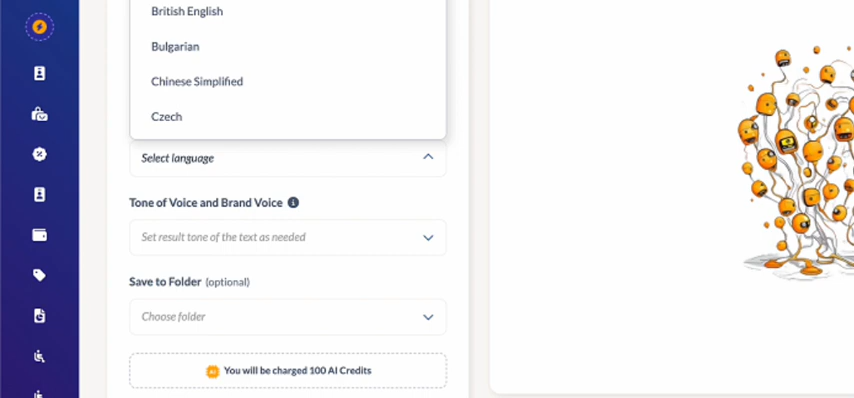 British English
Bulgarian
Chinese Simplified
Czech
Select language
Tone of Voice and Brand Voice
Set result tone of the text as needed
Save to Folder (optional)
Choose folder
You will be charged 100 AI Credits